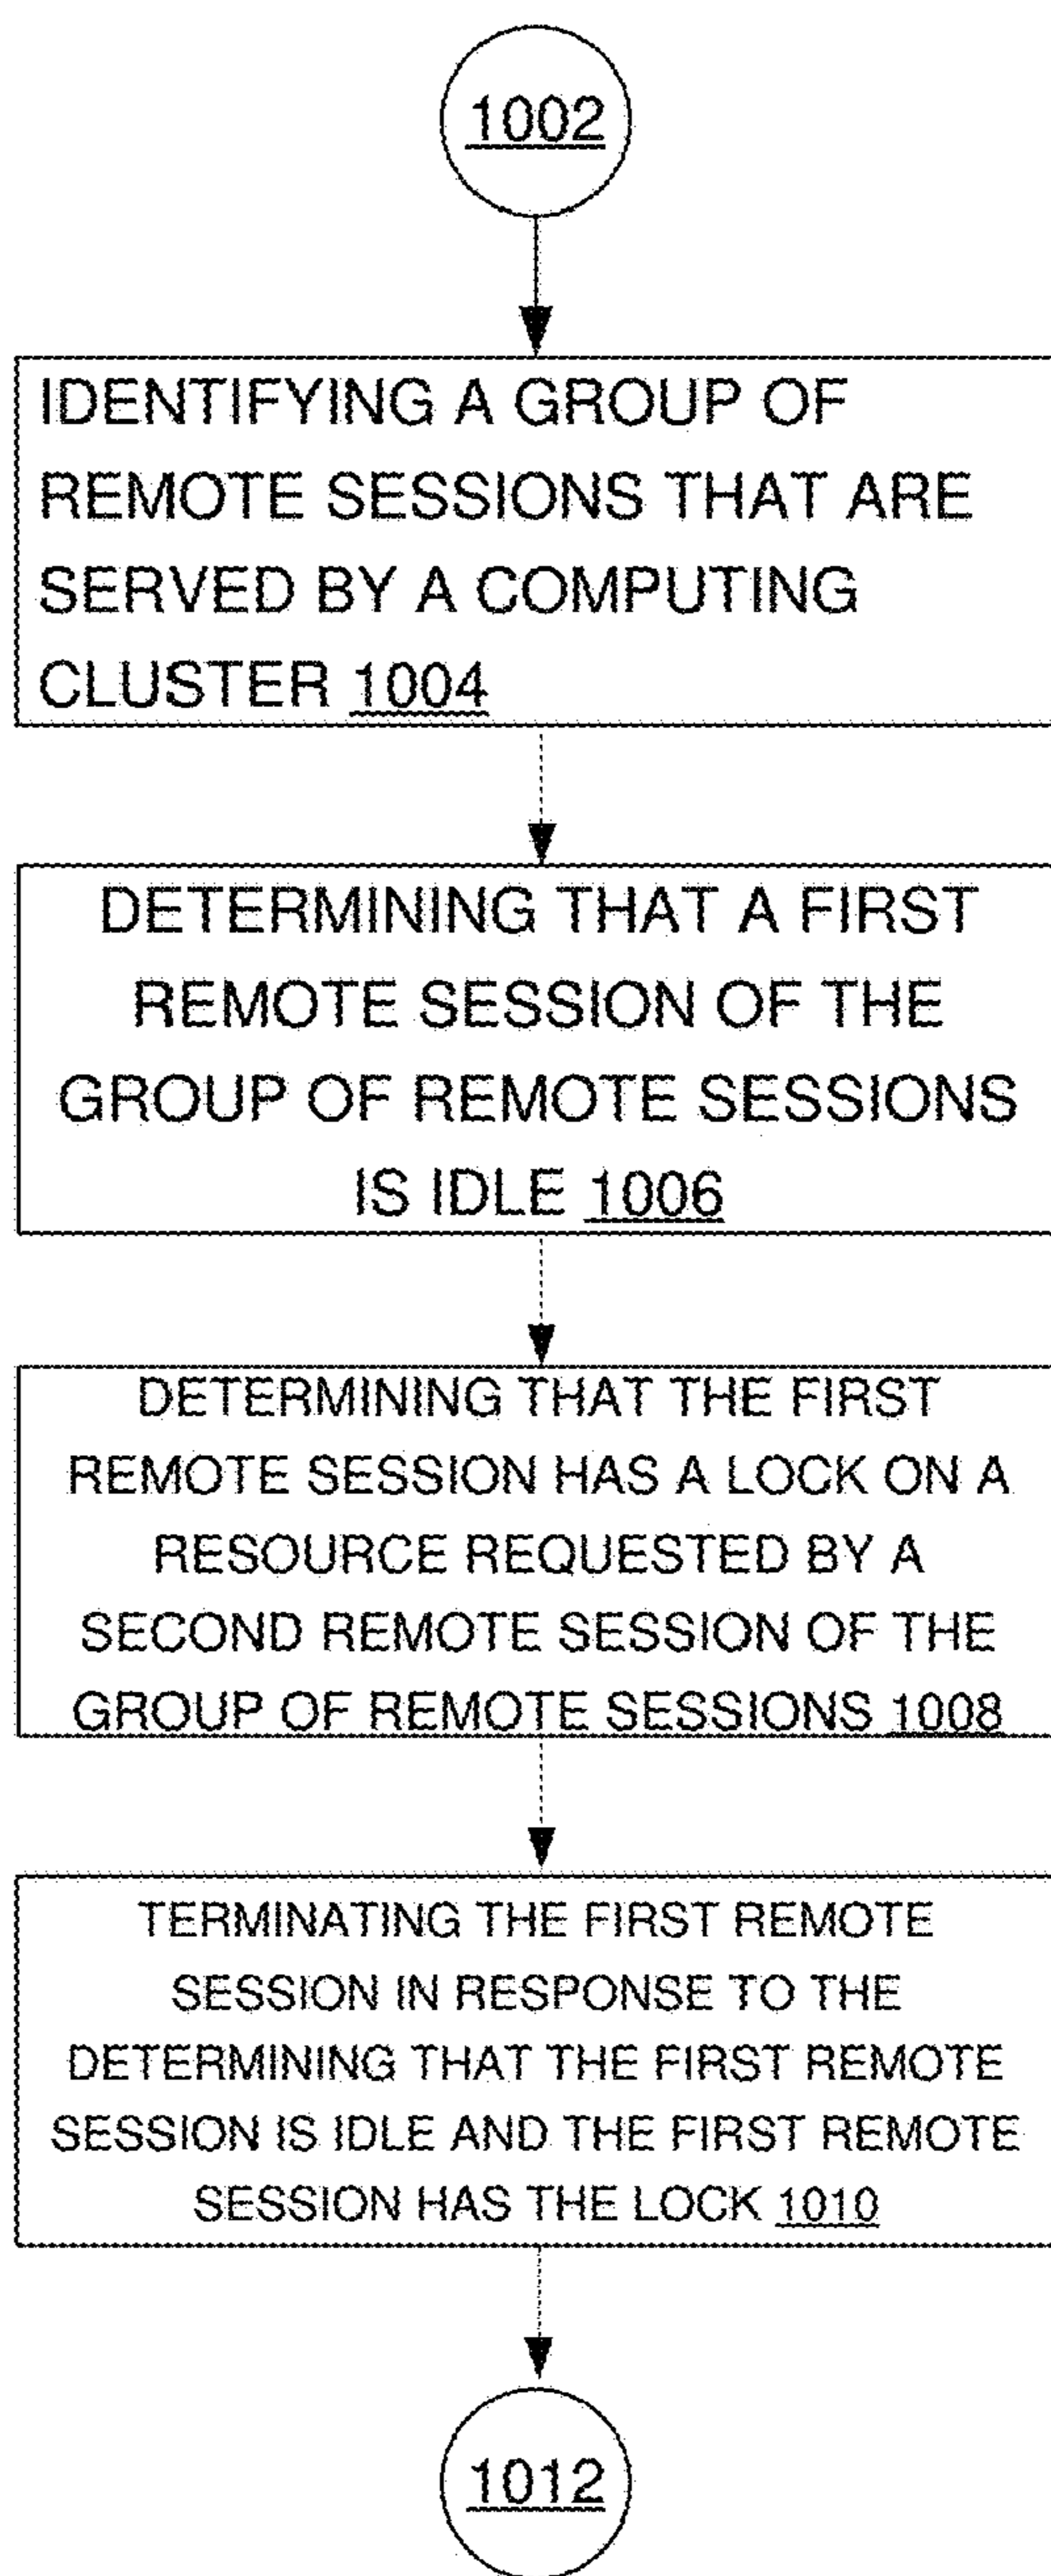 1002
IDENTIFYING A GROUP OF
REMOTE SESSIONS THAT ARE
SERVED BY A COMPUTING
CLUSTER 1004
DETERMINING THAT A FIRST
REMOTE SESSION OF THE
GROUP OF REMOTE SESSIONS
IS IDLE 1006
DETERMINING THAT THE FIRST
REMOTE SESSION HAS A LOCK ON A
RESOURCE REQUESTED BY A
SECOND REMOTE SESSION OF THE
GROUP OF REMOTE SESSIONS 1008
TERMINATING THE FIRST REMOTE
SESSION IN RESPONSE TO THE
DETERMINING THAT THE FIRST REMOTE
SESSION IS IDLE AND THE FIRST REMOTE
SESSION HAS THE LOCK 1010
1012